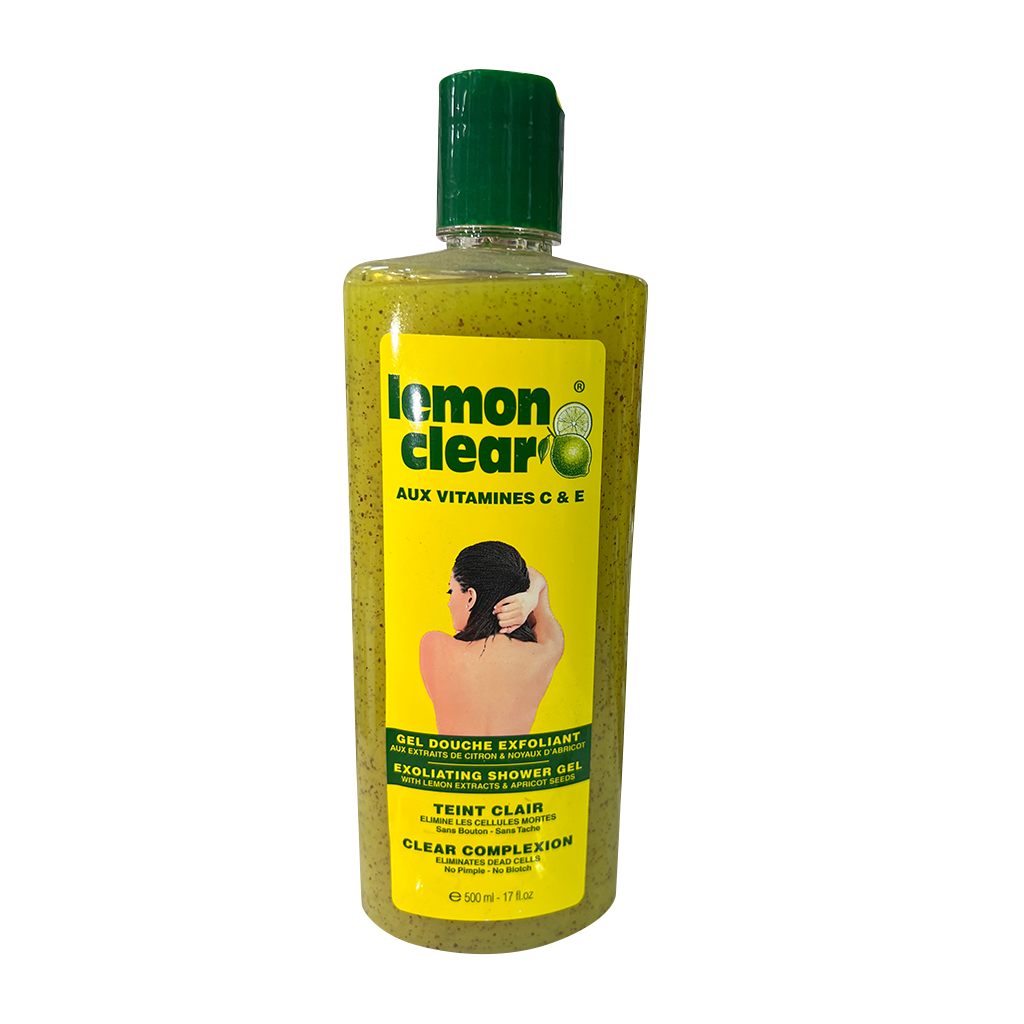 lemon ®
clear
AUX VITAMINES C & E
GEL DOUCHE EXFOLIANT
AUX EXTRAITS DE CITRON & NOYAUX D'ABRICOT
EXOLIATING SHOWER GEL
WITH LEMON EXTRACTS & APRICOT SEEDS
TEINT CLAIR
ELIMINE LES CELLULES MORTES
Sans Bouton - Sans Tache
CLEAR COMPLEXION
ELIMINATES DEAD CELLS
No Pimple - No Blotch
℮ 500 ml - 17 fl.oz